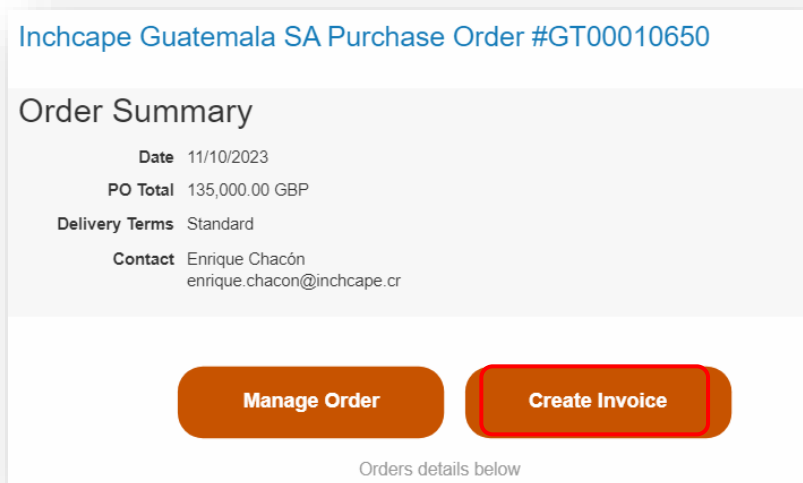 Inchcape Guatemala SA Purchase Order #GT00010650
Order Summary
Date 11/10/2023
PO Total 135,000.00 GBP
Delivery Terms Standard
Contact Enrique Chacón
enrique.chacon@inchcape.cr
Manage Order Create Invoice
Orders details below